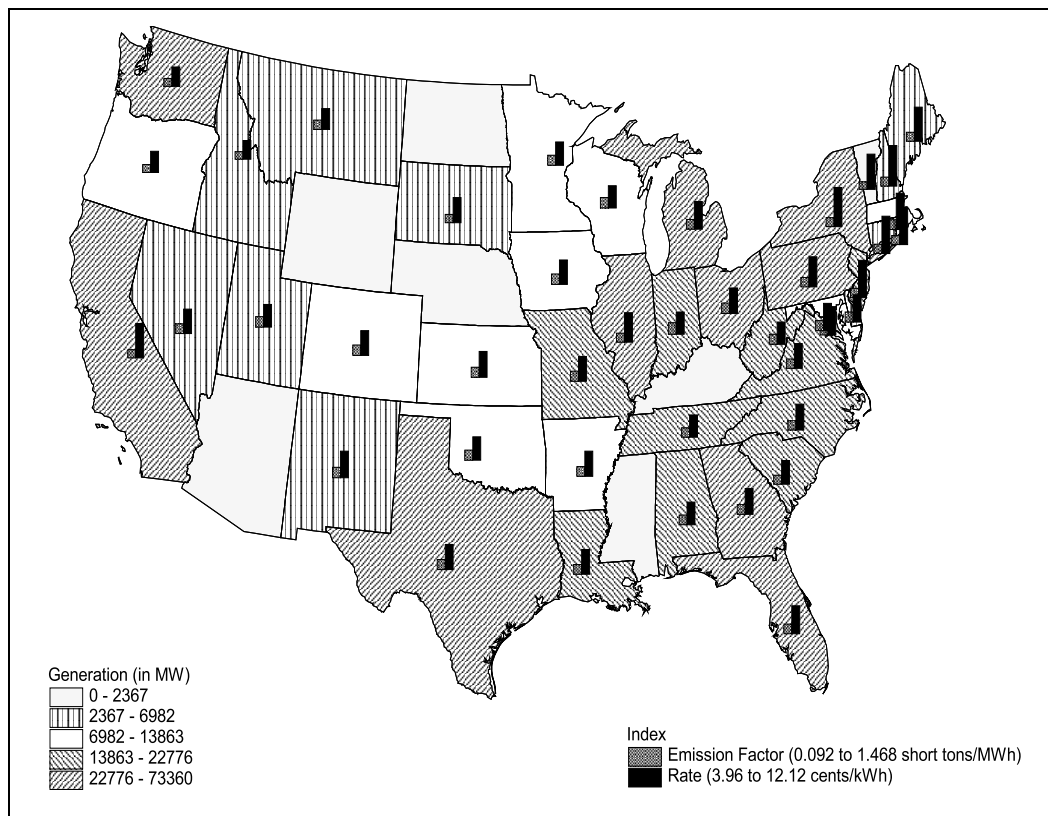 Generation (in MW)
0 - 2367
2367 - 6982
6982 - 13863
13863 - 22776
22776 - 73360
Index
Emission Factor (0.092 to 1.468 short tons/MWh)
Rate (3.96 to 12.12 cents/kWh)